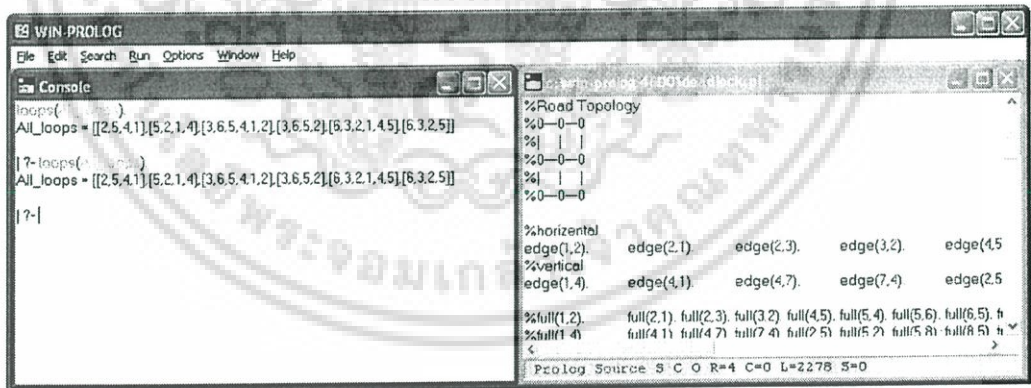 WIN-PROLOG
File Edit Search Run Options Window Help
Console
loops(
All_loops = [[2,5,4,1],[5,2,1,4],[3,6,5,4,1,2],[3,6,5,2],[6,3,2,1,4,5],[6,3,2,5]]
| ?- loops(
All_loops = [[2,5,4,1],[5,2,1,4],[3,6,5,4,1,2],[3,6,5,2],[6,3,2,1,4,5],[6,3,2,5]]
| ?-
%Road Topology
%0—0—0
%| | |
%0—0—0
%| | |
%0—0—0
%horizental
edge(1,2). edge(2,1). edge(2,3). edge(3,2). edge(4,5
%vertical
edge(1,4). edge(4,1). edge(4,7). edge(7,4). edge(2,5
%full(1,2). full(2,1). full(2,3). full(3,2). full(4,5). full(5,4). full(5,6). full(6,5). fu
%full(1,4) full(4,1) full(4,7) full(7,4) full(2,5) full(5,2) full(5,8) full(8,5)
Prolog Source S C O R=4 C=0 L=2278 S=0